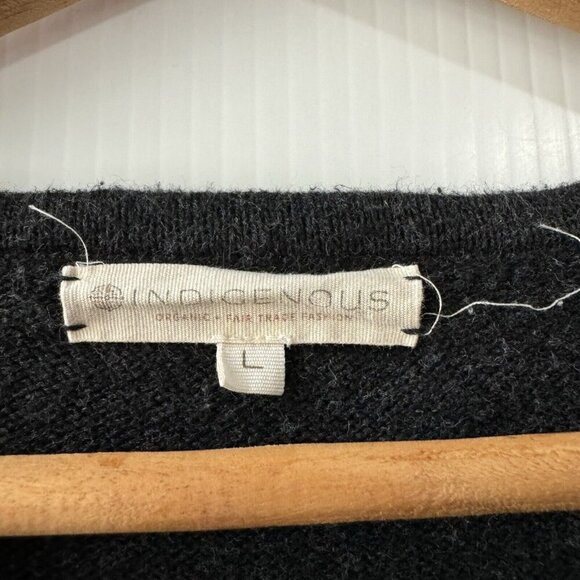 INDIGENOUS
ORGANIC + FAIR TRADE FASHION
L